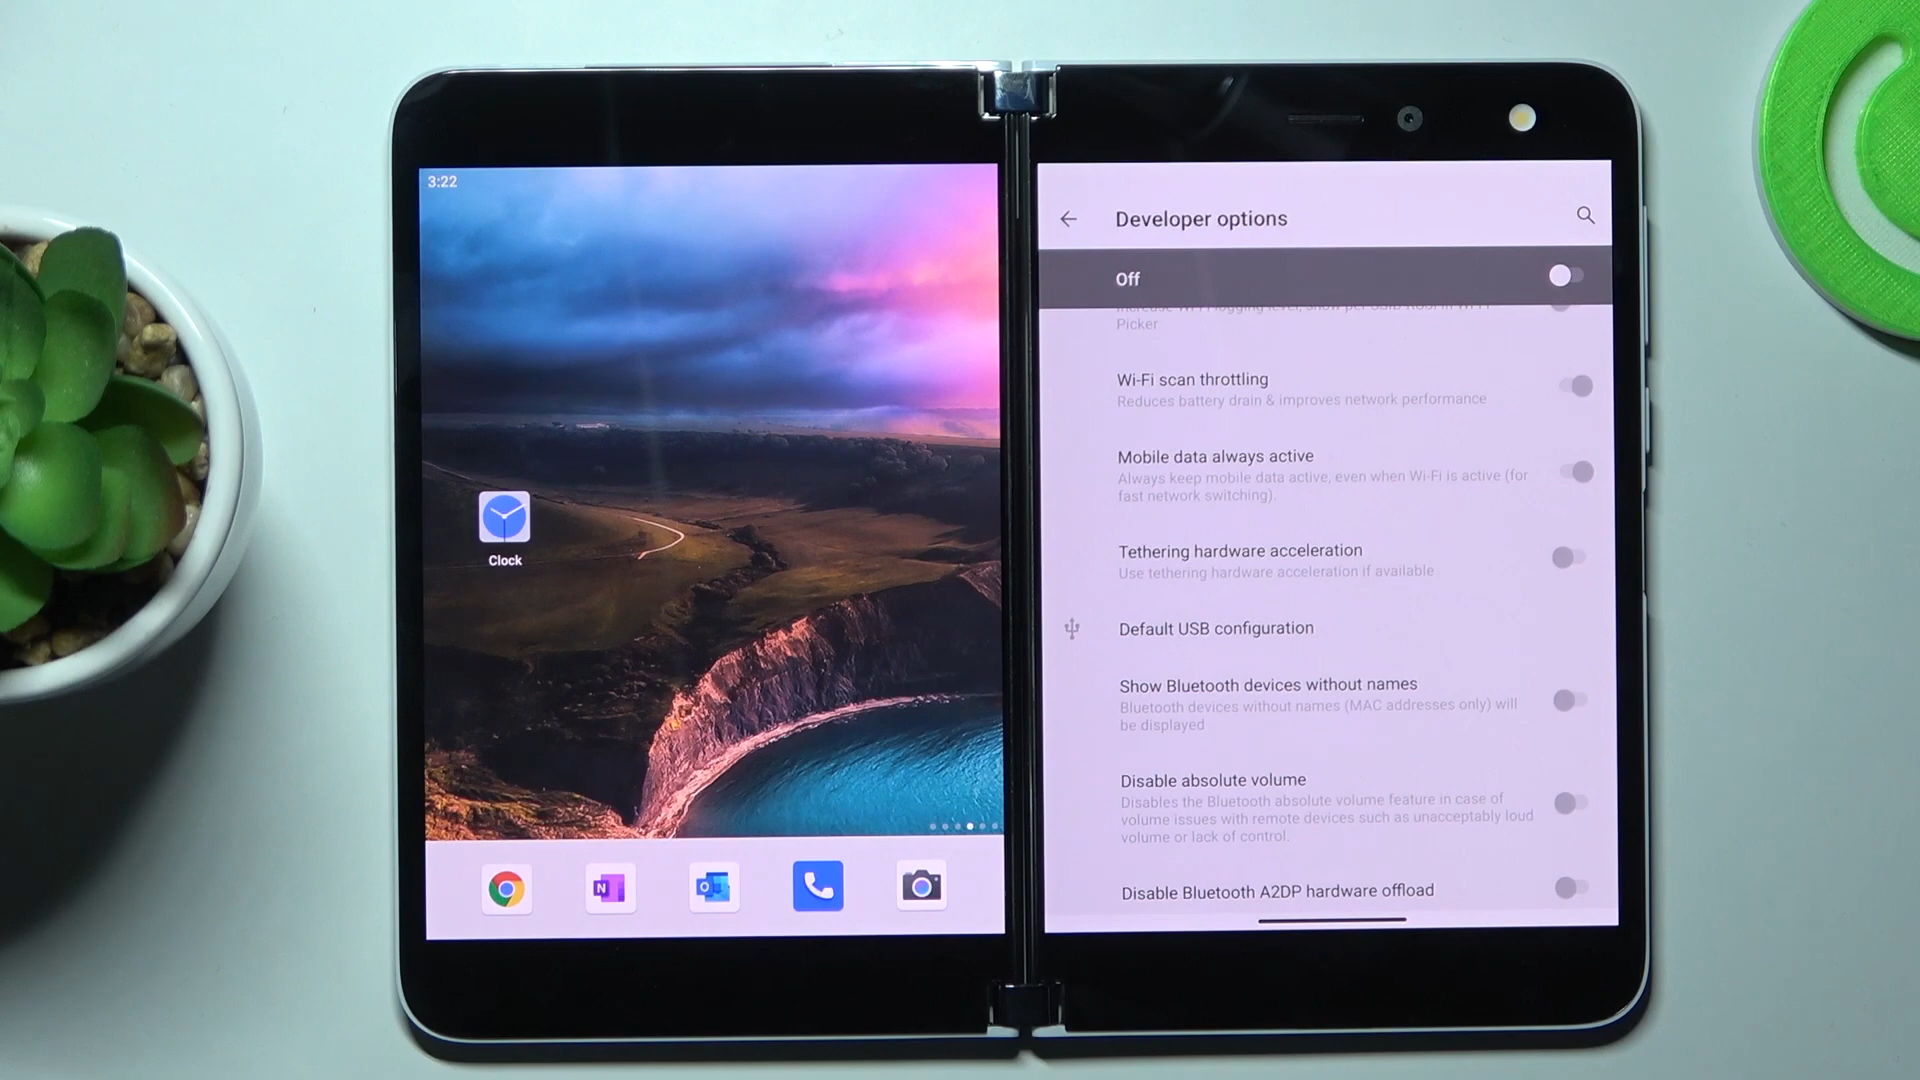 3:22
Clock
Developer options
Off
Picker
Wi-Fi scan throttling
Reduces battery drain & improves network performance
Mobile data always active
Always keep mobile data active, even when Wi-Fi is active (for
fast network switching).
Tethering hardware acceleration
Use tethering hardware acceleration if available
Default USB configuration
Show Bluetooth devices without names
Bluetooth devices without names (MAC addresses only) will
be displayed
Disable absolute volume
Disables the Bluetooth absolute volume feature in case of
volume issues with remote devices such as unacceptably loud
volume or lack of control.
Disable Bluetooth A2DP hardware offload
N
O